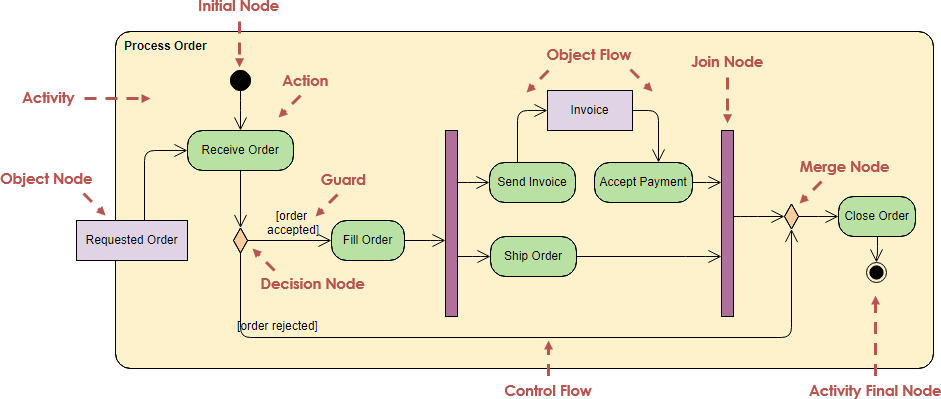 Initial Node
Process Order
Object Flow
Join Node
Action
Activity
Invoice
Receive Order
Merge Node
Object Node
Guard
Send Invoice
Accept Payment
[order
accepted]
Close Order
Requested Order
Fill Order
Ship Order
Decision Node
[order rejected]
Control Flow
Activity Final Node